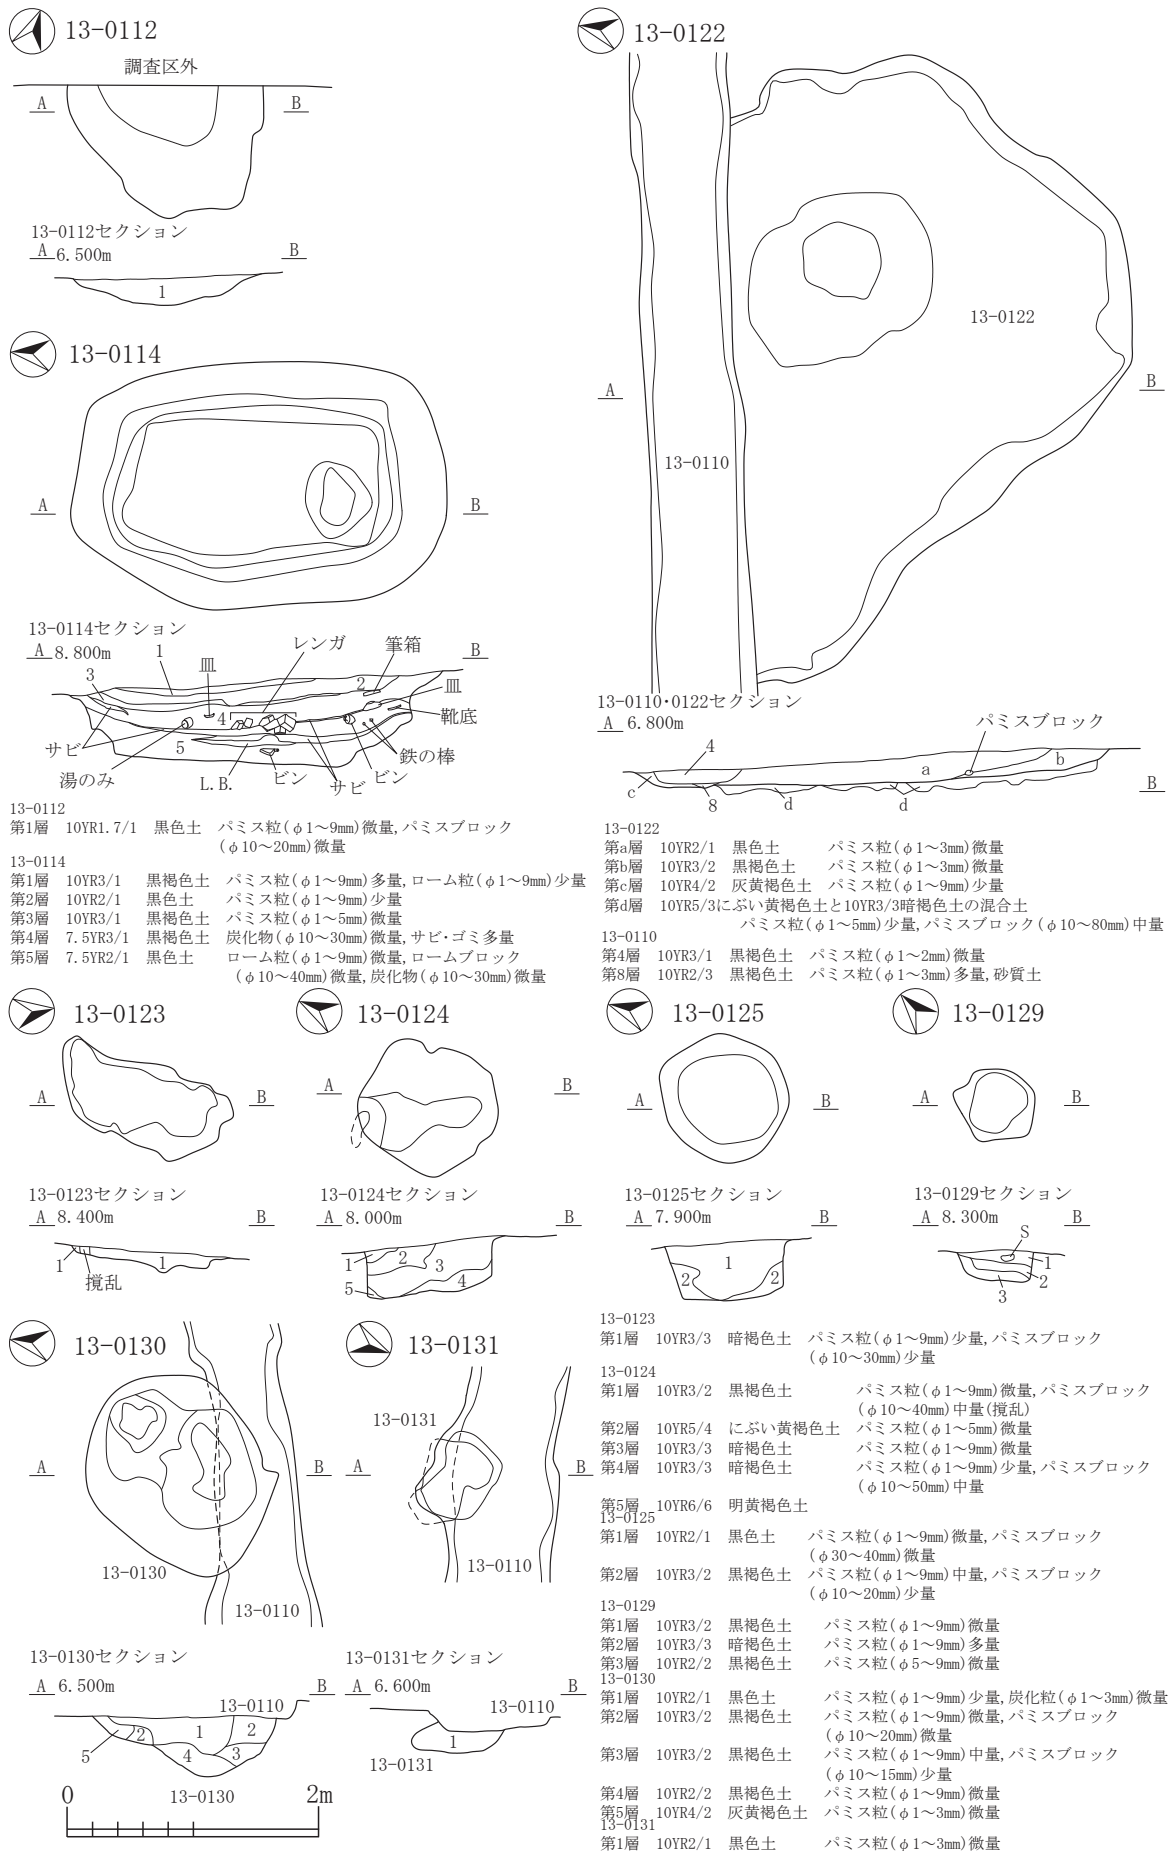 13-0112
調査区外
A
B
13-0112セクション
A 6.500m
B
1
13-0114
A
B
13-0114セクション
A 8.800m
B
1
レンガ
筆箱
3
皿
2
皿
4
靴底
サビ
5
鉄の棒
湯のみ
L.B.
ビン
サビ
ビン
13-0112
第1層 10YR1.7/1 黒色土 パミス粒(φ1～9㎜)微量,パミスブロック
(φ10～20㎜)微量
13-0114
第1層 10YR3/1 黒褐色土 パミス粒(φ1～9㎜)多量,ローム粒(φ1～9㎜)少量
第2層 10YR2/1 黒色土 パミス粒(φ1～9㎜)少量
第3層 10YR3/1 黒褐色土 パミス粒(φ1～5㎜)微量
第4層 7.5YR3/1 黒褐色土 炭化物(φ10～30㎜)微量,サビ・ゴミ多量
第5層 7.5YR2/1 黒色土 ローム粒(φ1～9㎜)微量,ロームブロック
(φ10～40㎜)微量,炭化物(φ10～30㎜)微量
13-0122
13-0122
A
B
13-0110
13-0110・0122セクション
A 6.800m
パミスブロック
B
4
a
b
c
8
d
d
13-0122
第a層 10YR2/1 黒色土 パミス粒(φ1～3㎜)微量
第b層 10YR3/2 黒褐色土 パミス粒(φ1～3㎜)微量
第c層 10YR4/2 灰黄褐色土 パミス粒(φ1～9㎜)少量
第d層 10YR5/3にぶい黄褐色土と10YR3/3暗褐色土の混合土
パミス粒(φ1～5㎜)少量,パミスブロック(φ10～80㎜)中量
13-0110
第4層 10YR3/1 黒褐色土 パミス粒(φ1～2㎜)微量
第8層 10YR2/3 黒褐色土 パミス粒(φ1～3㎜)多量,砂質土
13-0123
A
B
13-0123セクション
A 8.400m
B
1
1
撹乱
13-0124
A
B
13-0124セクション
A 8.000m
B
1
2
3
4
5
13-0125
A
B
13-0125セクション
A 7.900m
B
1
2
2
13-0129
A
B
13-0129セクション
A 8.300m
B
S
1
2
3
13-0130
A
B
13-0130
13-0110
13-0130セクション
A 6.500m
B
13-0110
1
2
2
5
4
3
13-0130
0
2m
13-0131
13-0131
A
B
13-0110
13-0131セクション
A 6.600m
B
13-0110
1
13-0131
13-0123
第1層 10YR3/3 暗褐色土 パミス粒(φ1～9㎜)少量,パミスブロック
(φ10～30㎜)少量
13-0124
第1層 10YR3/2 黒褐色土 パミス粒(φ1～9㎜)微量,パミスブロック
(φ10～40㎜)中量(撹乱)
第2層 10YR5/4 にぶい黄褐色土 パミス粒(φ1～5㎜)微量
第3層 10YR3/3 暗褐色土 パミス粒(φ1～9㎜)微量
第4層 10YR3/3 暗褐色土 パミス粒(φ1～9㎜)少量,パミスブロック
(φ10～50㎜)中量
第5層 10YR6/6 明黄褐色土
13-0125
第1層 10YR2/1 黒色土 パミス粒(φ1～9㎜)微量,パミスブロック
(φ30～40㎜)微量
第2層 10YR3/2 黒褐色土 パミス粒(φ1～9㎜)中量,パミスブロック
(φ10～20㎜)少量
13-0129
第1層 10YR3/2 黒褐色土 パミス粒(φ1～9㎜)微量
第2層 10YR3/3 暗褐色土 パミス粒(φ1～9㎜)多量
第3層 10YR2/2 黒褐色土 パミス粒(φ5～9㎜)微量
13-0130
第1層 10YR2/1 黒色土 パミス粒(φ1～9㎜)少量,炭化粒(φ1～3㎜)微量
第2層 10YR3/2 黒褐色土 パミス粒(φ1～9㎜)微量,パミスブロック
(φ10～20㎜)微量
第3層 10YR3/2 黒褐色土 パミス粒(φ1～9㎜)中量,パミスブロック
(φ10～15㎜)少量
第4層 10YR2/2 黒褐色土 パミス粒(φ1～9㎜)微量
第5層 10YR4/2 灰黄褐色土 パミス粒(φ1～3㎜)微量
13-0131
第1層 10YR2/1 黒色土 パミス粒(φ1～3㎜)微量